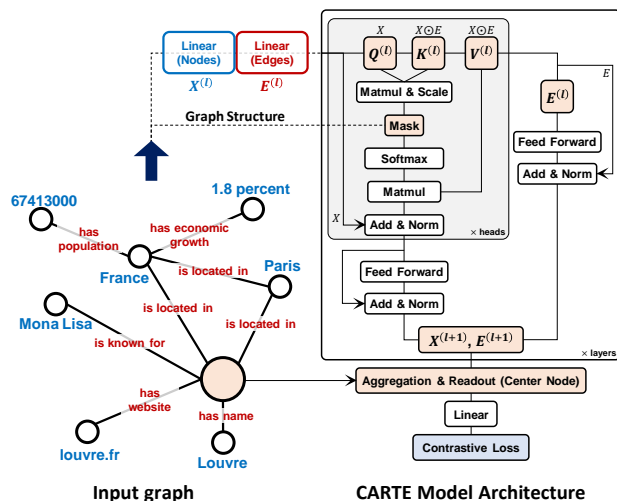 Linear
(Nodes)
X^(l)
Linear
(Edges)
E^(l)
Graph Structure
X
X⊙E
X⊙E
Q^(l)
K^(l)
V^(l)
Matmul & Scale
Mask
Softmax
Matmul
X
Add & Norm
× heads
E
E^(l)
Feed Forward
Add & Norm
Feed Forward
Add & Norm
X^(l+1), E^(l+1)
× layers
Aggregation & Readout (Center Node)
Linear
Contrastive Loss
67413000
1.8 percent
has
population
has economic
growth
France
is located in
Paris
is located in
is located in
Mona Lisa
is known_for
has
website
has name
louvre.fr
Louvre
Input graph
CARTE Model Architecture